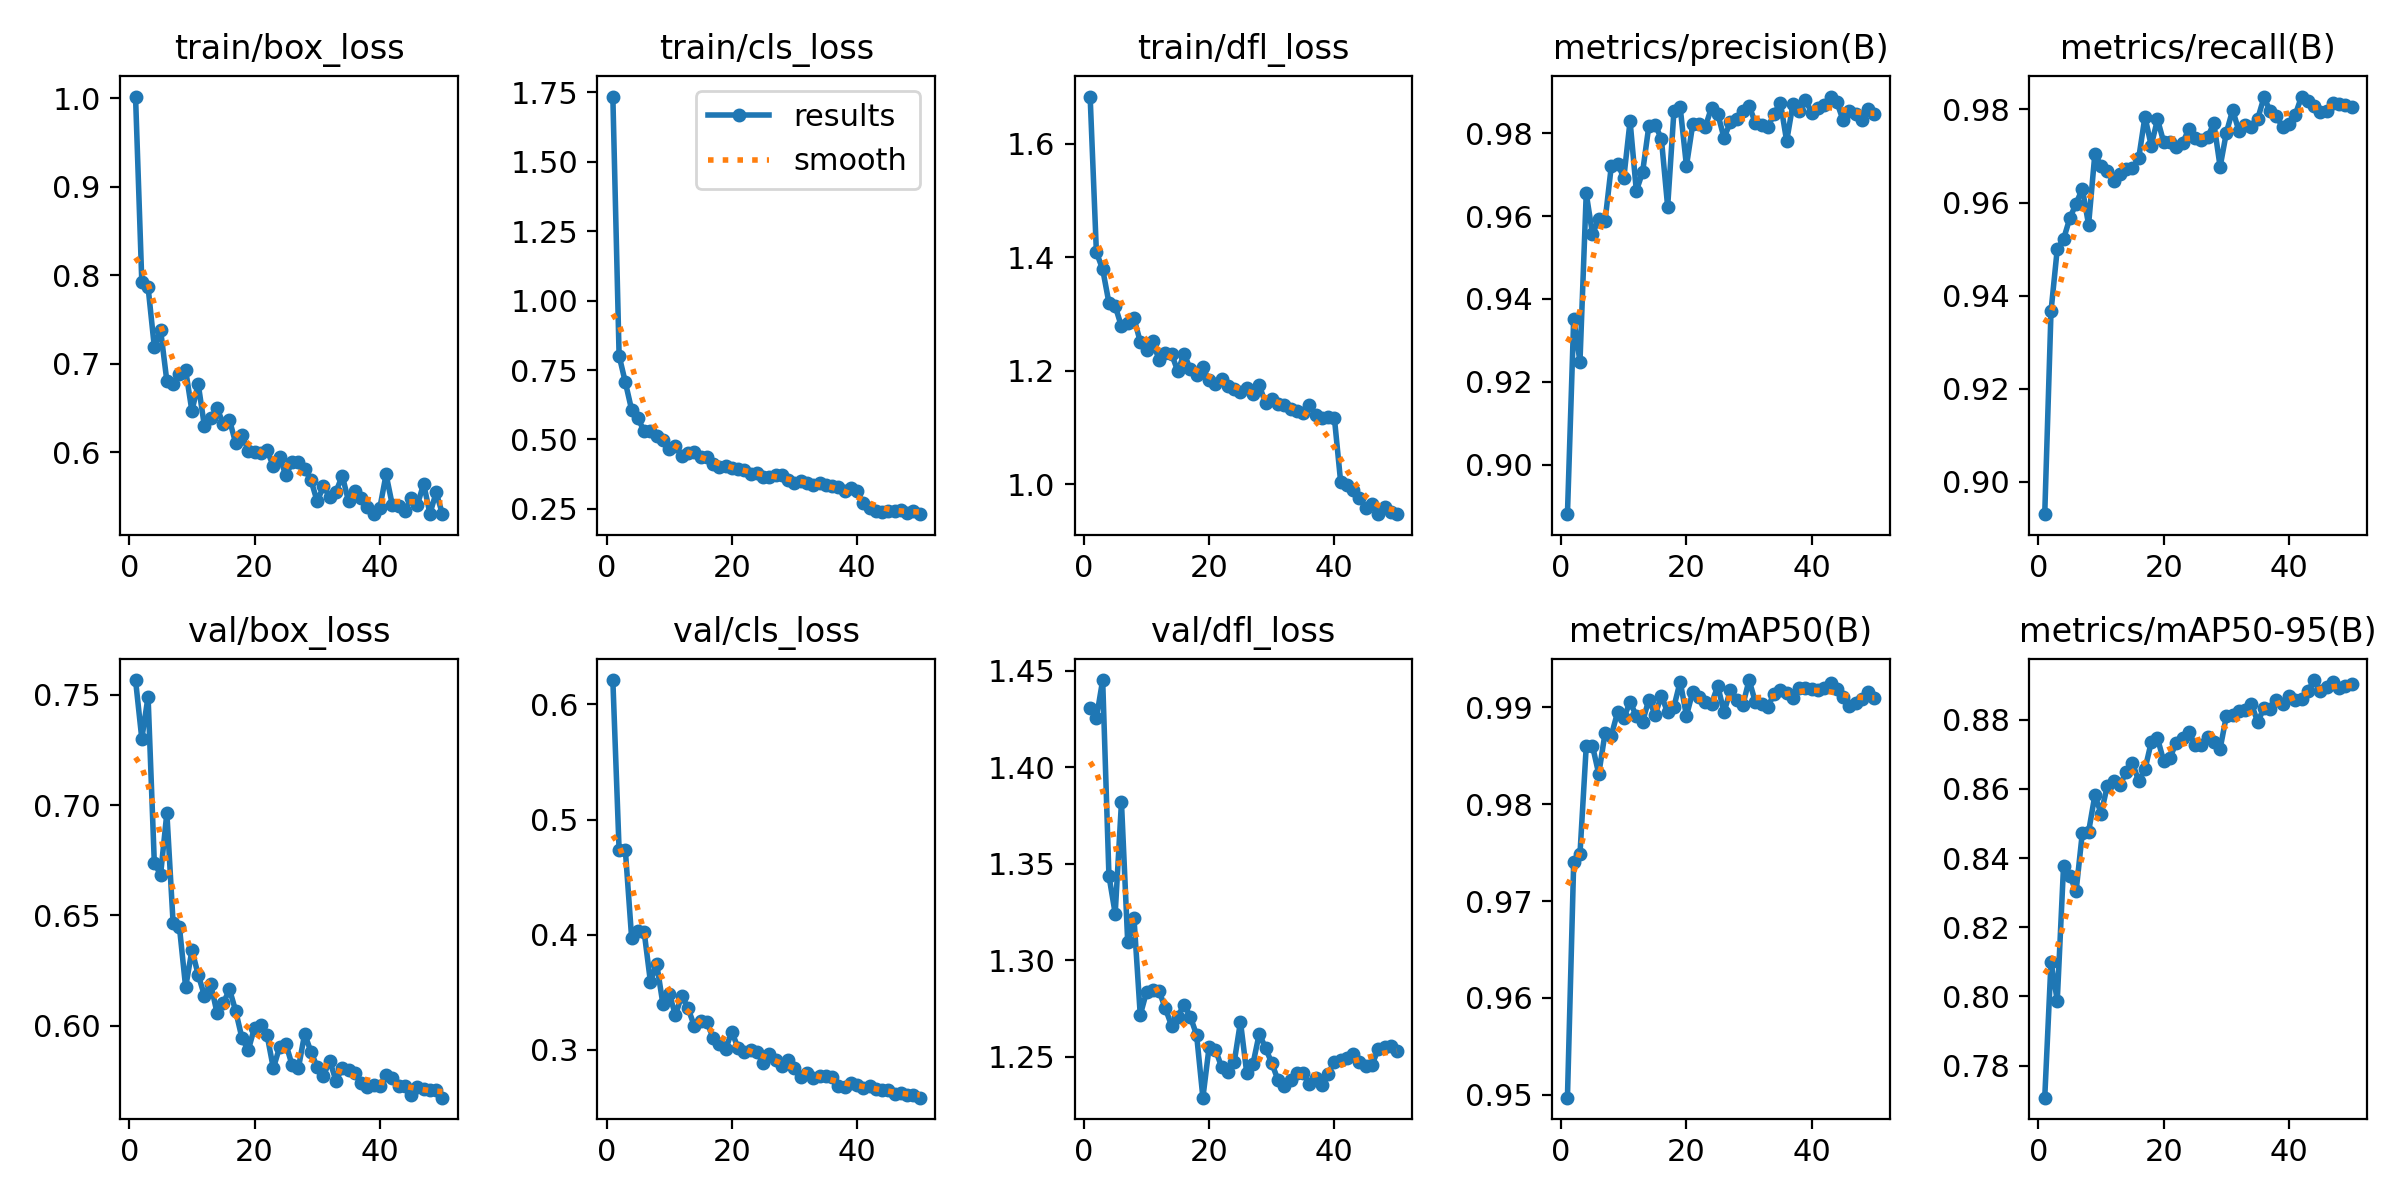 train/box_loss
1.0
0.9
0.8
0.7
0.6
0 20 40
train/cls_loss
results
smooth
1.75
1.50
1.25
1.00
0.75
0.50
0.25
0 20 40
train/dfl_loss
1.6
1.4
1.2
1.0
0 20 40
metrics/precision(B)
0.98
0.96
0.94
0.92
0.90
0 20 40
metrics/recall(B)
0.98
0.96
0.94
0.92
0.90
0 20 40
val/box_loss
0.75
0.70
0.65
0.60
0 20 40
val/cls_loss
0.6
0.5
0.4
0.3
0 20 40
val/dfl_loss
1.45
1.40
1.35
1.30
1.25
0 20 40
metrics/mAP50(B)
0.99
0.98
0.97
0.96
0.95
0 20 40
metrics/mAP50-95(B)
0.88
0.86
0.84
0.82
0.80
0.78
0 20 40